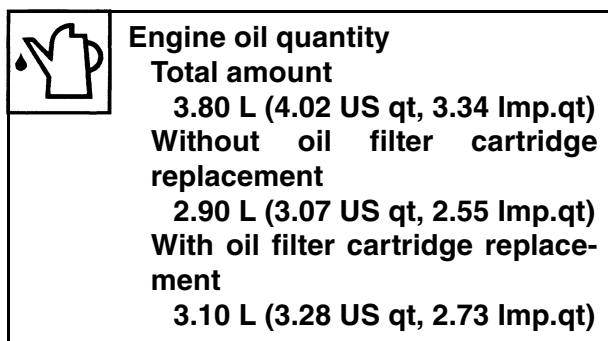 Engine oil quantity
Total amount
3.80 L (4.02 US qt, 3.34 Imp.qt)
Without oil filter cartridge
replacement
2.90 L (3.07 US qt, 2.55 Imp.qt)
With oil filter cartridge replace-
ment
3.10 L (3.28 US qt, 2.73 Imp.qt)